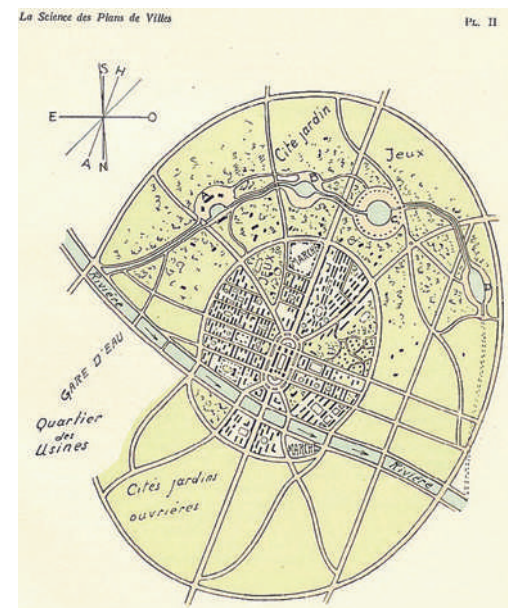 La Science des Plans de Villes
PL. II
S H
E O
A N
Cité jardin
Jeux
A
B
C
D
JEUX
MARCHÉ
Rivière
GARE D'EAU
Quartier
des
Usines
MARCHÉ
Rivière
Cités jardins
ouvrières